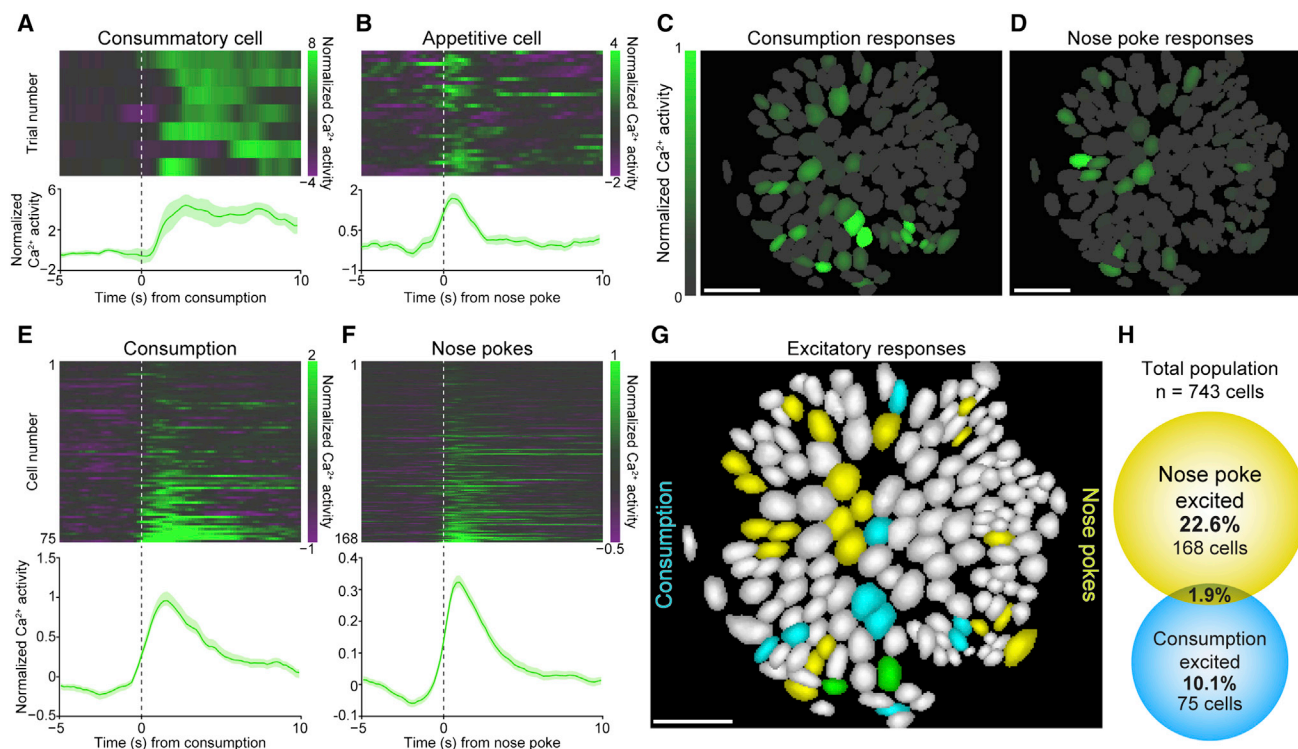 A
Consummatory cell
8
Trial number
Normalized Ca²⁺ activity
−4
Normalized
Ca²⁺ activity
6
2
−2
−5
0
10
Time (s) from consumption
B
Appetitive cell
4
Normalized Ca²⁺ activity
−2
2
0.5
−1
−5
0
10
Time (s) from nose poke
C
Consumption responses
1
Normalized Ca²⁺ activity
0
D
Nose poke responses
E
Consumption
2
1
Cell number
75
Normalized Ca²⁺ activity
−1
Normalized Ca²⁺ activity
1.5
1
0.5
0
−0.5
−5
0
10
Time (s) from consumption
F
Nose pokes
1
1
168
Normalized Ca²⁺ activity
−0.5
0.4
0.3
0.2
0.1
0
−0.1
−5
0
10
Time (s) from nose poke
G
Excitatory responses
Consumption
Nose pokes
H
Total population
n = 743 cells
Nose poke
excited
22.6%
168 cells
1.9%
Consumption
excited
10.1%
75 cells